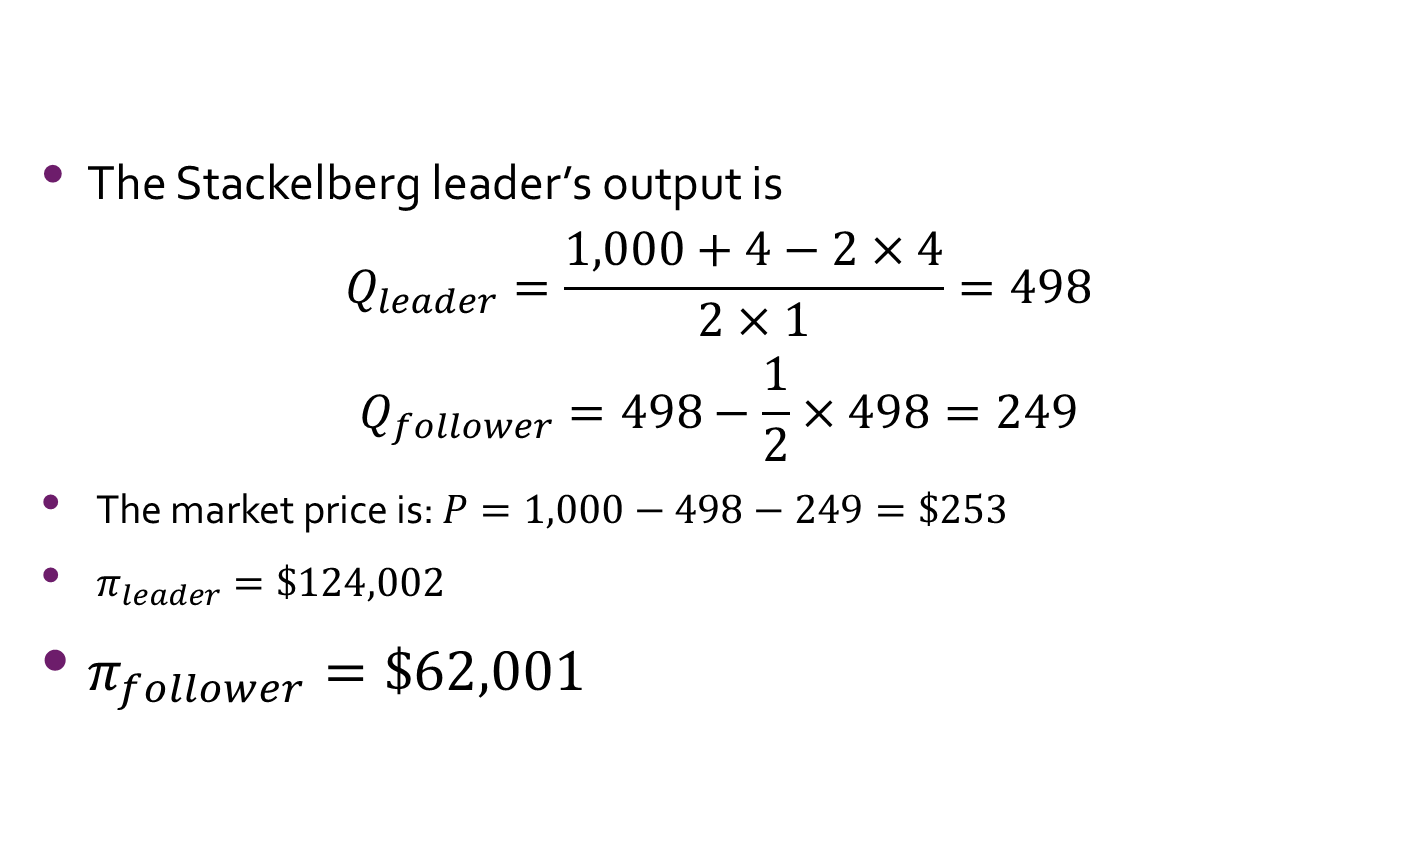 • The Stackelberg leader’s output is
Q_leader = (1,000 + 4 − 2 × 4) / (2 × 1) = 498
Q_follower = 498 − 1/2 × 498 = 249
• The market price is: P = 1,000 − 498 − 249 = $253
• π_leader = $124,002
• π_follower = $62,001